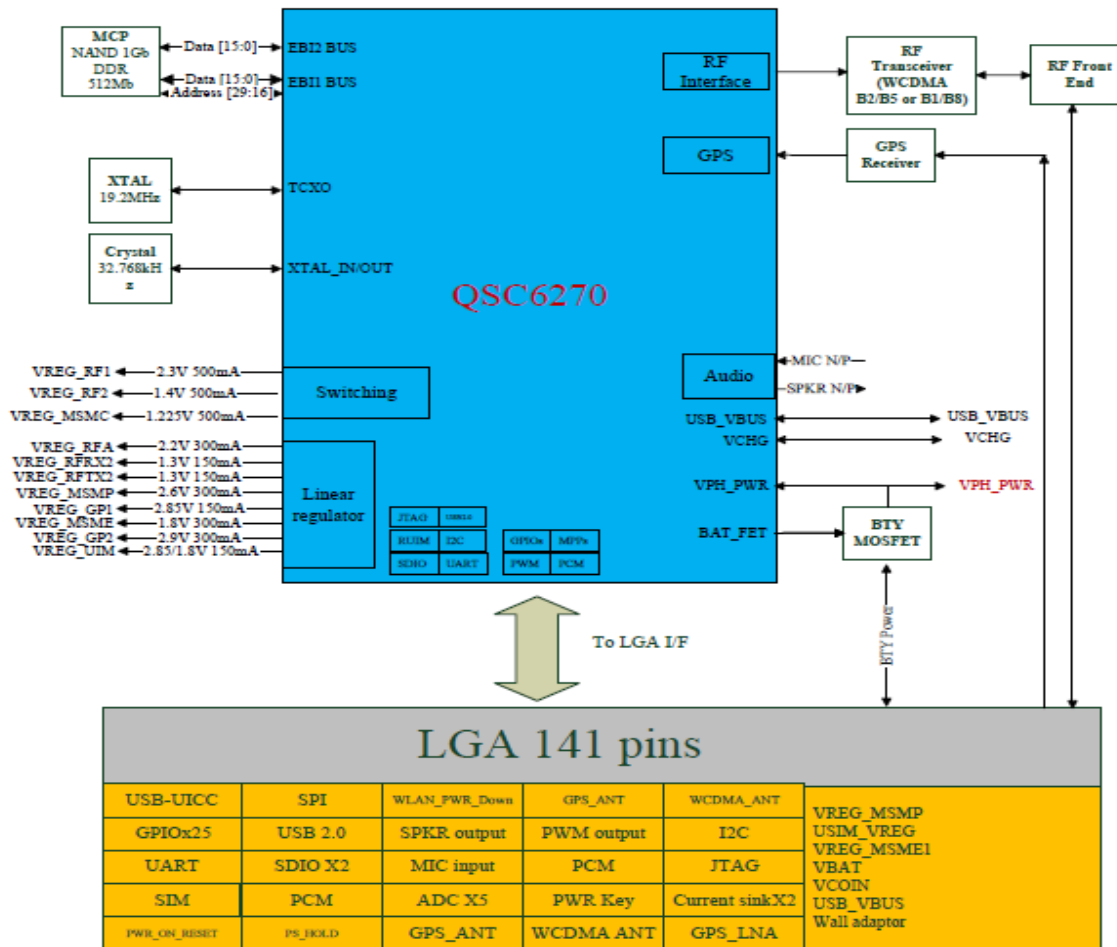 MCP
NAND 1Gb
DDR
512Mb
Data [15:0]
EBI2 BUS
Data [15:0]
EBI1 BUS
Address [29:16]
RF
Interface
RF
Transceiver
(WCDMA
B2/B5 or B1/B8)
RF Front
End
GPS
GPS
Receiver
XTAL
19.2MHz
TCXO
Crystal
32.768kH
z
XTAL_IN/OUT
QSC6270
VREG_RF1
2.3V 500mA
VREG_RF2
1.4V 500mA
VREG_MSMC
1.225V 500mA
Switching
Audio
MIC N/P
SPKR N/P
USB_VBUS
USB_VBUS
VCHG
VCHG
VREG_RFA
2.2V 300mA
VREG_RFRX2
1.3V 150mA
VREG_RFTX2
1.3V 150mA
VREG_MSMP
2.6V 300mA
VREG_GP1
2.85V 150mA
VREG_MSME
1.8V 300mA
VREG_GP2
2.9V 300mA
VREG_UIM
2.85/1.8V 150mA
Linear
regulator
VPH_PWR
VPH_PWR
BAT_FET
BTY
MOSFET
JTAG
RUIM I2C
SDIO UART
GPIOs MPPs
PWM PCM
To LGA I/F
BTY Power
LGA 141 pins
USB-UICC SPI WLAN_PWR_Down GPS_ANT WCDMA_ANT
GPIOx25 USB 2.0 SPKR output PWM output I2C
UART SDIO X2 MIC input PCM JTAG
SIM PCM ADC X5 PWR Key Current sinkX2
PWR_ON_RESET PS_HOLD GPS_ANT WCDMA ANT GPS_LNA
VREG_MSMP
USIM_VREG
VREG_MSME1
VBAT
VCOIN
USB_VBUS
Wall adaptor